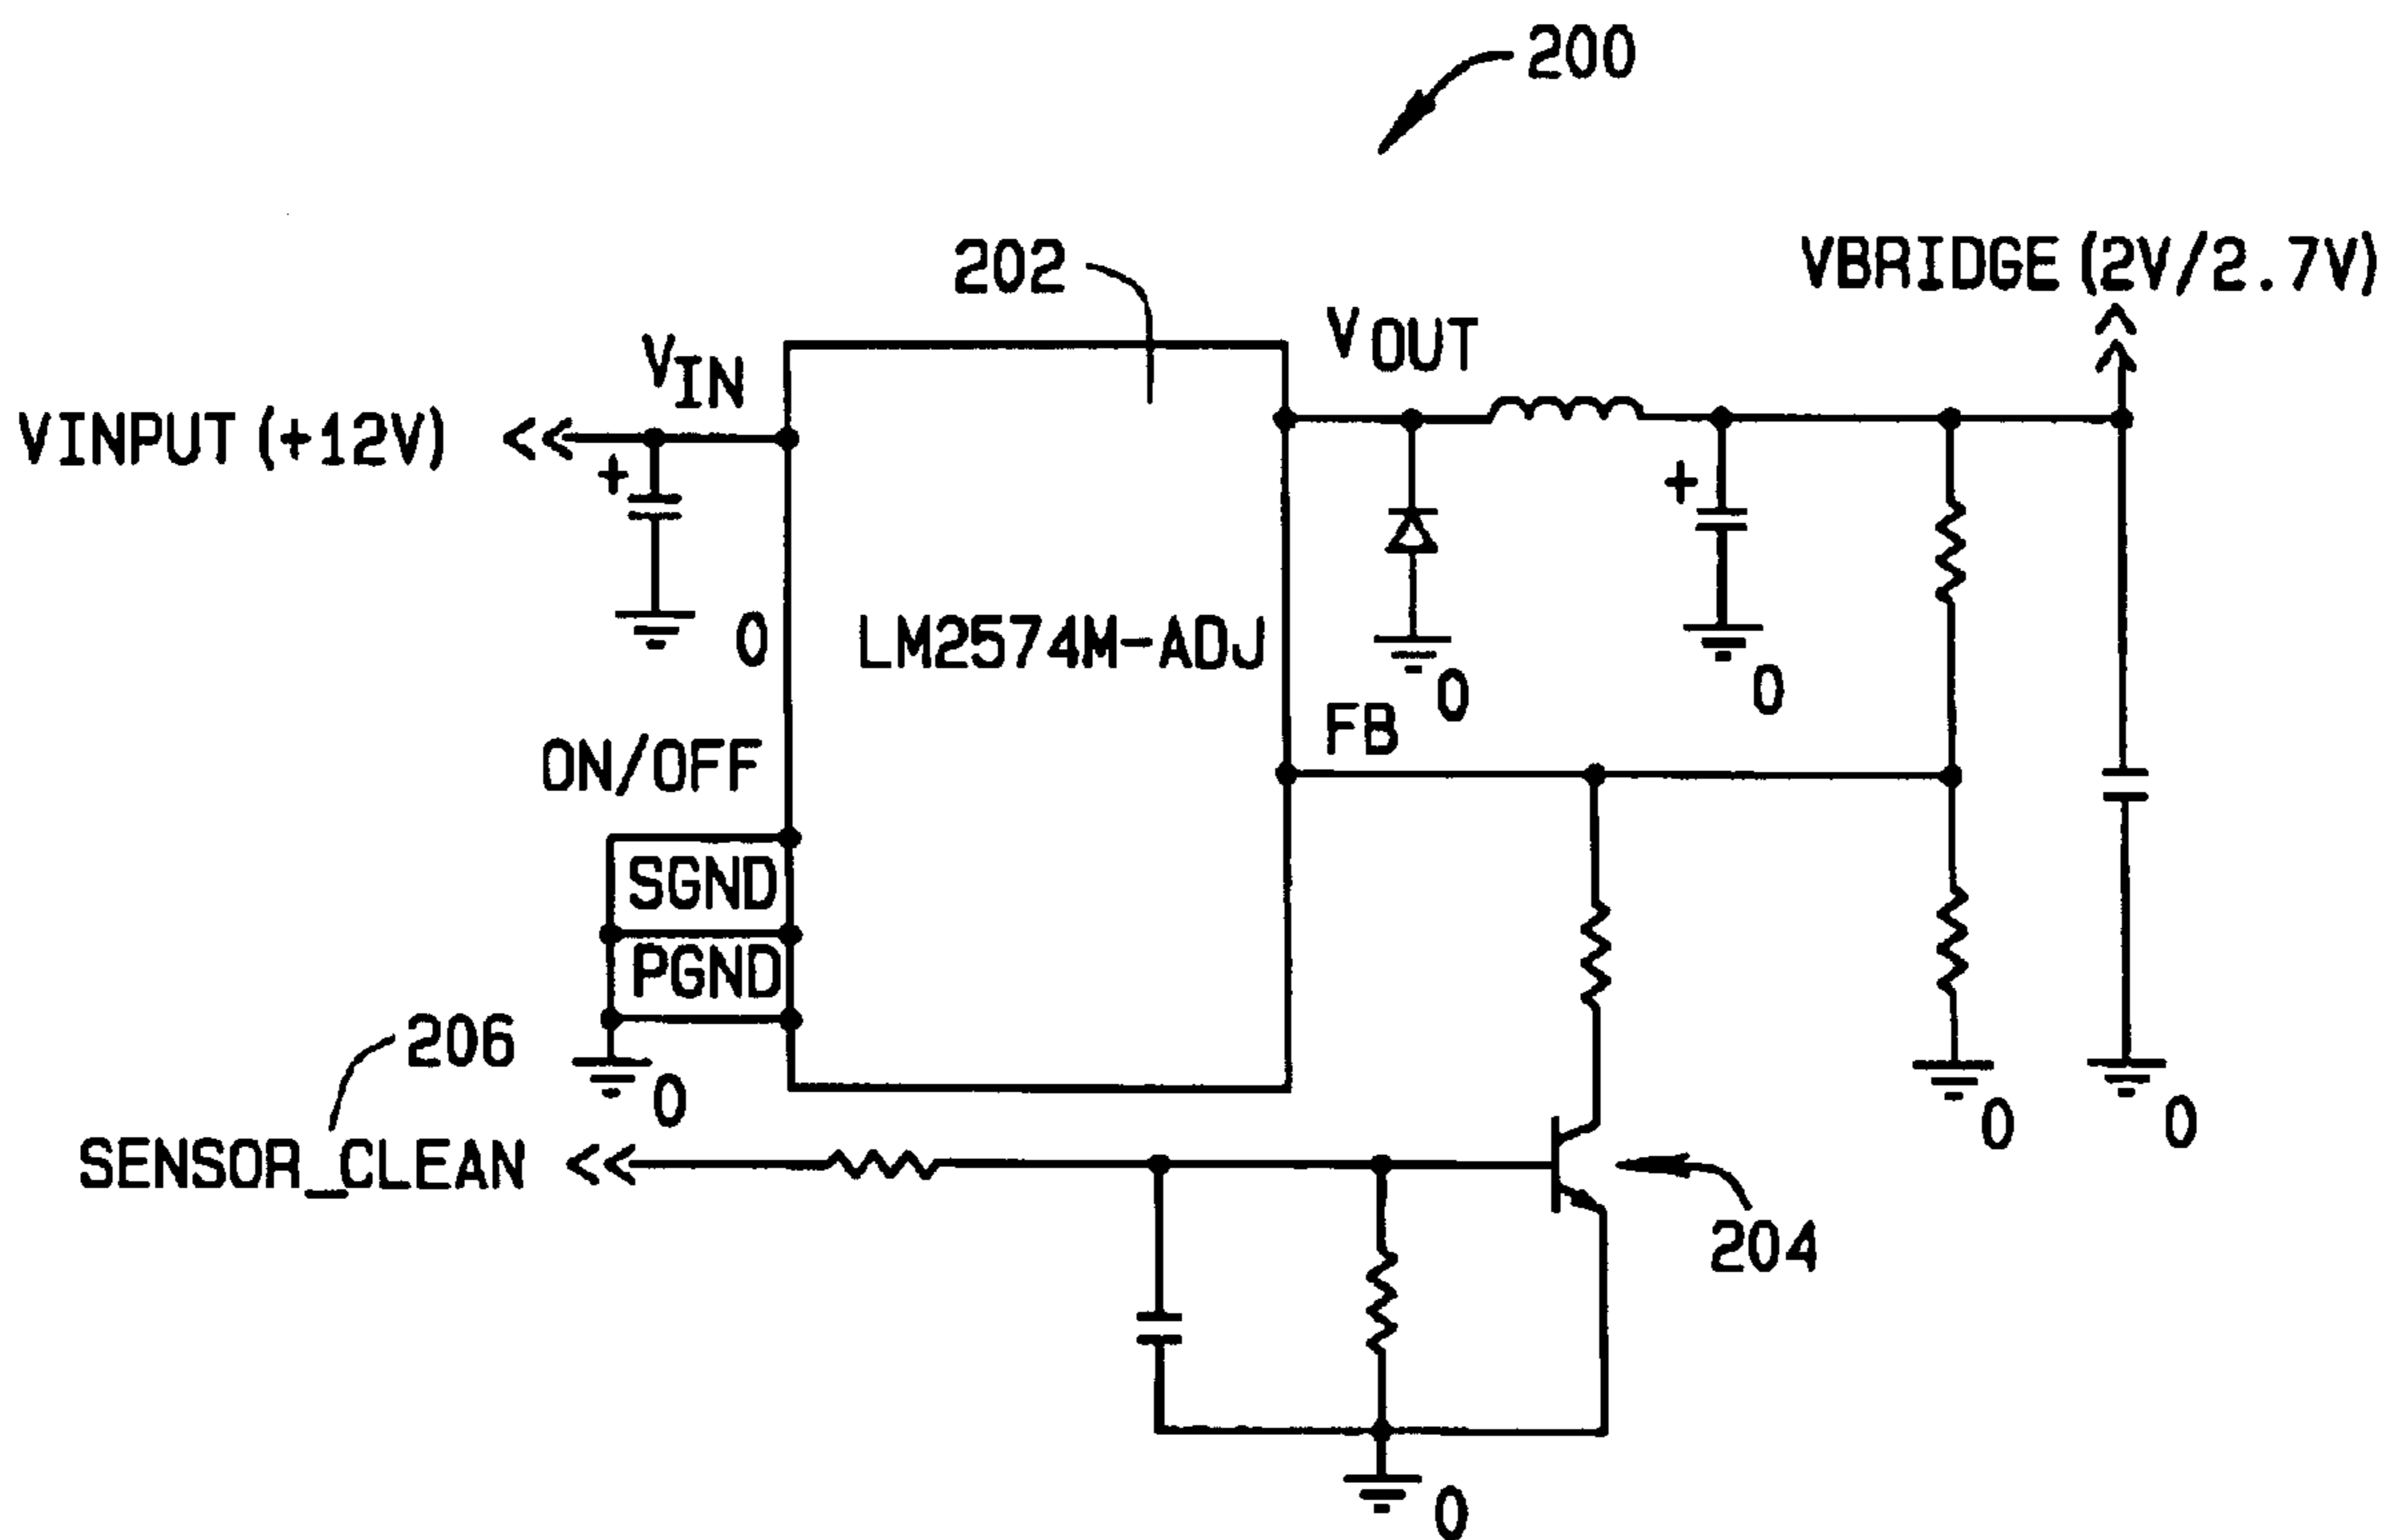 200
202
VBRIDGE (2V/2.7V)
VIN
VOUT
VINPUT (+12V)
+
+
0
LM2574M-ADJ
0
0
FB
ON/OFF
SGND
PGND
206
0
0
0
SENSOR_CLEAN
204
0